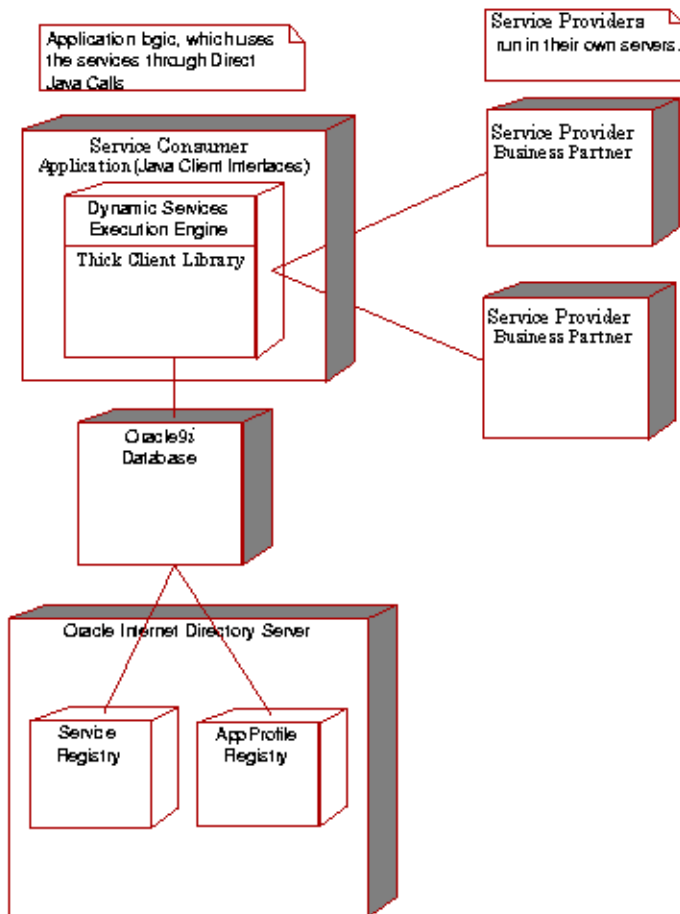 Application logic, which uses
the services through Direct
Java Calls
Service Providers
run in their own servers.
Service Consumer
Application(Java Client Interfaces)
Dynamic Services
Execution Engine
Thick Client Library
Service Provider
Business Partner
Service Provider
Business Partner
Oracle9i
Database
Oracle Internet Directory Server
Service
Registry
App Profile
Registry